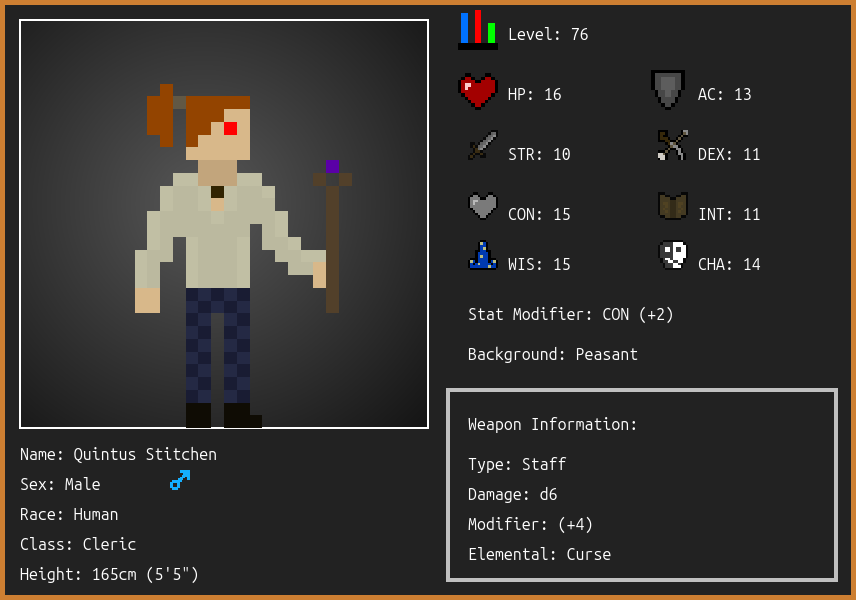 Level: 76
HP: 16
AC: 13
STR: 10
DEX: 11
CON: 15
INT: 11
WIS: 15
CHA: 14
Stat Modifier: CON (+2)
Background: Peasant
Weapon Information:
Type: Staff
Damage: d6
Modifier: (+4)
Elemental: Curse
Name: Quintus Stitchen
Sex: Male
Race: Human
Class: Cleric
Height: 165cm (5'5")